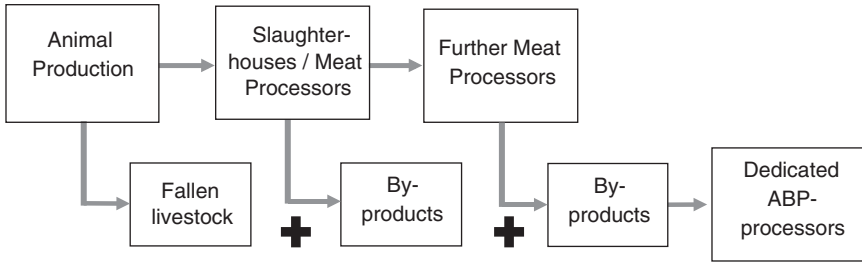 Animal
Production
Slaughter-
houses / Meat
Processors
Further Meat
Processors
Fallen
livestock
By-
products
By-
products
Dedicated
ABP-
processors